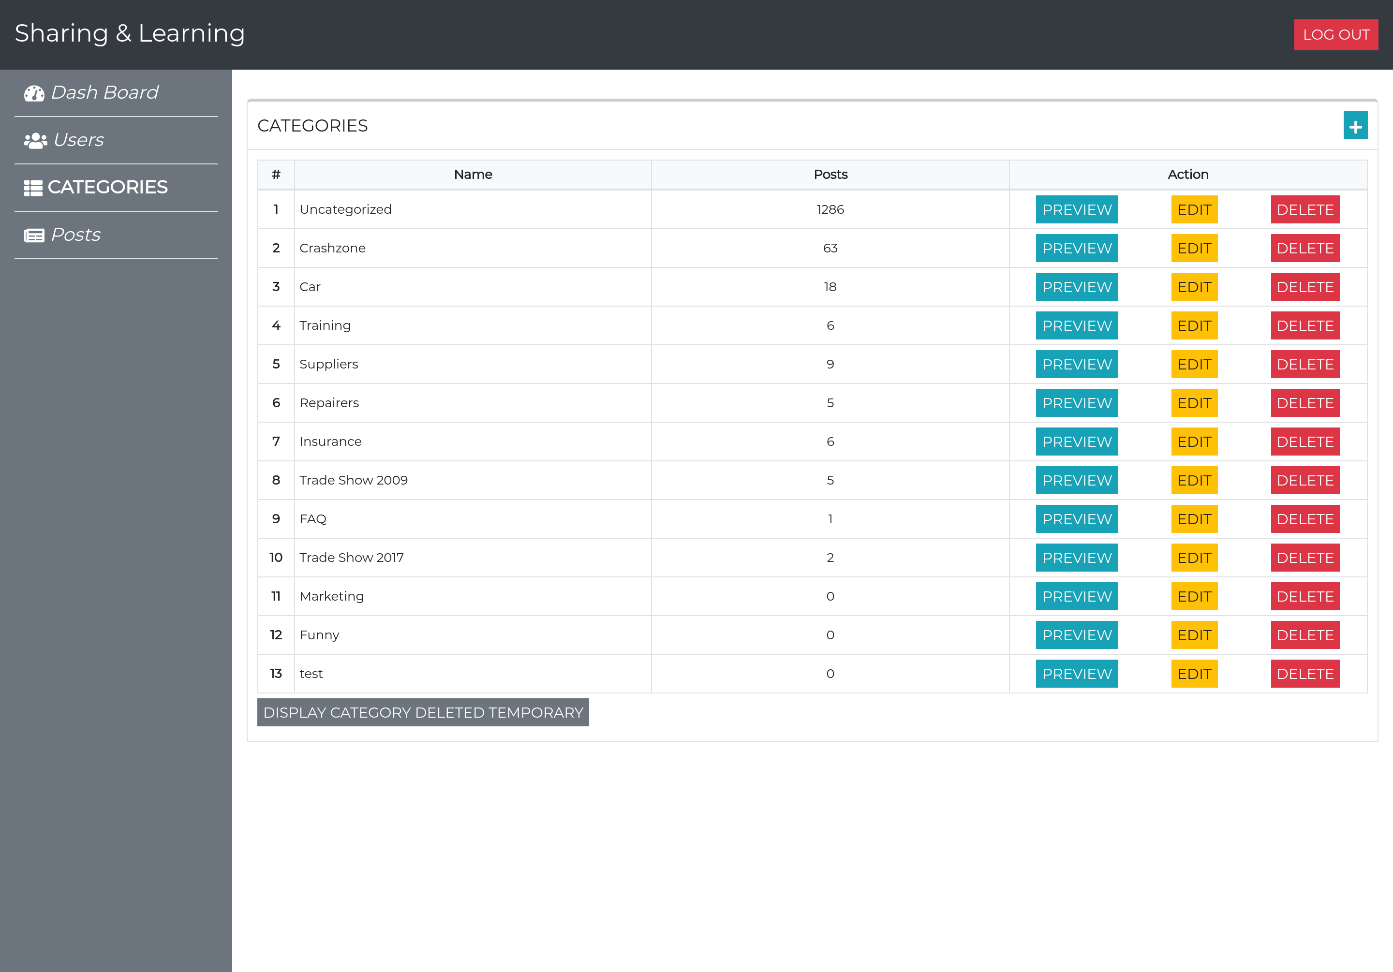 Sharing & Learning
LOG OUT
Dash Board
Users
CATEGORIES
Posts
CATEGORIES
+
# Name Posts Action
1 Uncategorized 1286 PREVIEW EDIT DELETE
2 Crashzone 63 PREVIEW EDIT DELETE
3 Car 18 PREVIEW EDIT DELETE
4 Training 6 PREVIEW EDIT DELETE
5 Suppliers 9 PREVIEW EDIT DELETE
6 Repairers 5 PREVIEW EDIT DELETE
7 Insurance 6 PREVIEW EDIT DELETE
8 Trade Show 2009 5 PREVIEW EDIT DELETE
9 FAQ 1 PREVIEW EDIT DELETE
10 Trade Show 2017 2 PREVIEW EDIT DELETE
11 Marketing 0 PREVIEW EDIT DELETE
12 Funny 0 PREVIEW EDIT DELETE
13 test 0 PREVIEW EDIT DELETE
DISPLAY CATEGORY DELETED TEMPORARY